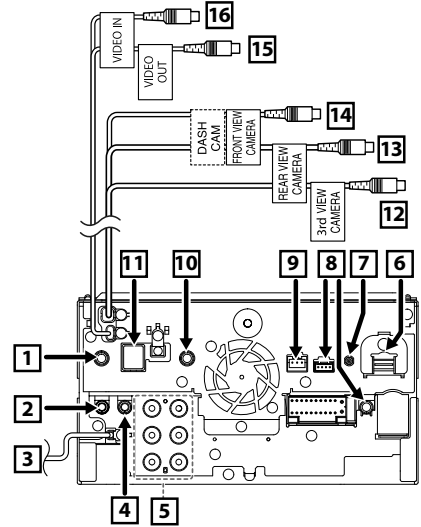 16
VIDEO IN
15
VIDEO
OUT
14
DASH
CAM
FRONT VIEW
CAMERA
13
REAR VIEW
CAMERA
12
3rd VIEW
CAMERA
11
10
9
8
7
6
1
2
3
4
5